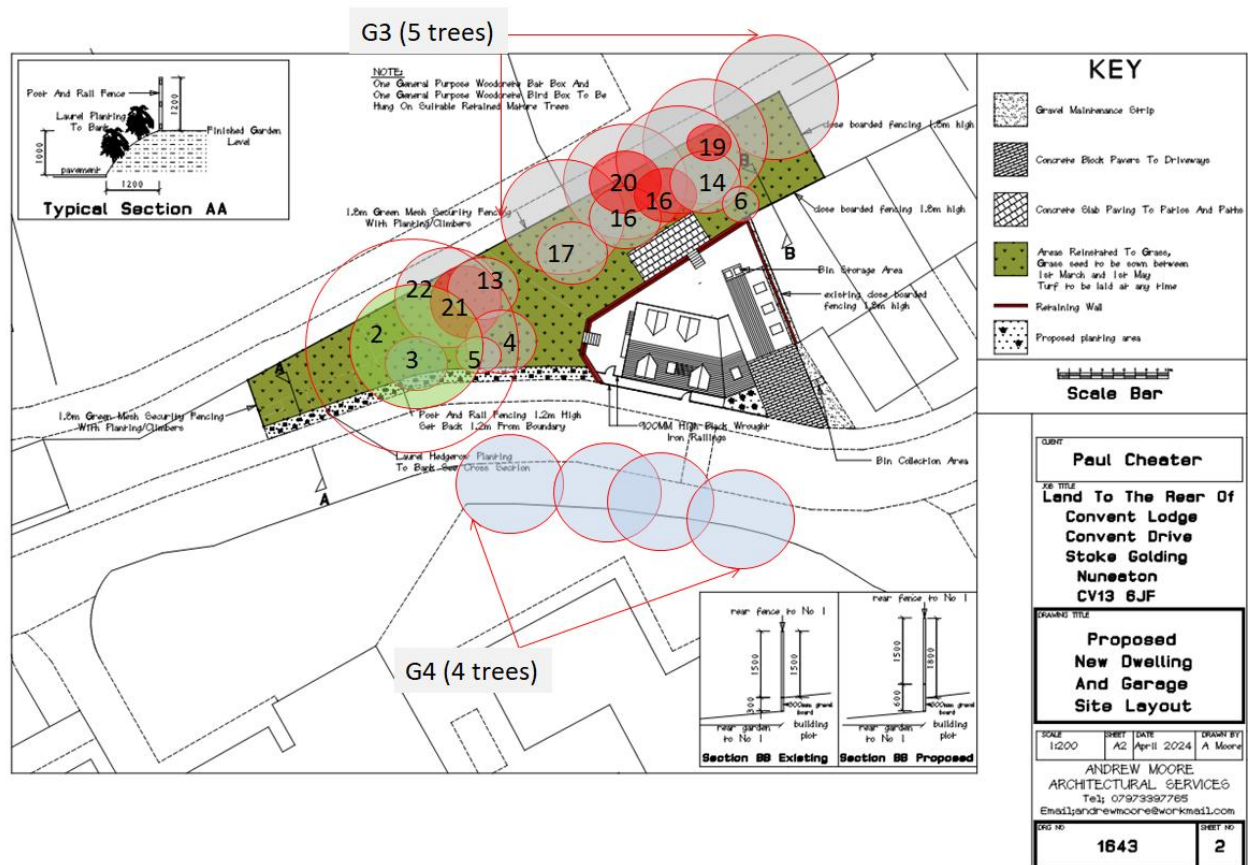 G3 (5 trees)
Post And Rail Fence
Laurel Planting
To Bank
1200
Finished Garden
Level
1000
pavement
1200
Typical Section AA
NOTE:
One General Purpose Woodcrete Bat Box And
One General Purpose Woodcrete Bird Box To Be
Hung On Suitable Retained Mature Trees
close boarded fencing 1.8m high
19
B
20
14
16
6
1.8m Green Mesh Security Fencing
With Planting/Climbers
16
close boarded fencing 1.8m high
17
B
13
22
21
Bin Storage Area
2
existing close boarded
fencing 1.8m high
4
3
5
A
1.8m Green Mesh Security Fencing
With Planting/Climbers
Post And Rail Fencing 1.2m High
Set Back 1.2m From Boundary
900MM High Black Wrought
Iron Railings
Laurel Hedgerow Planting
To Bank See Cross Section
Bin Collection Area
A
G4 (4 trees)
rear fence to No 1
1500
1500
300
300mm gravel
board
rear garden
to No 1
building
plot
Section BB Existing
rear fence to No 1
1500
1800
600
600mm gravel
board
rear garden
to No 1
building
plot
Section BB Proposed
KEY
Gravel Maintenance Strip
Concrete Block Pavers To Driveways
Concrete Slab Paving To Patios And Paths
Areas Reinstated To Grass,
Grass seed to be sown between
1st March and 1st May
Turf to be laid at any time
Retaining Wall
Proposed planting area
Scale Bar
CLIENT
Paul Cheater
JOB TITLE
Land To The Rear Of
Convent Lodge
Convent Drive
Stoke Golding
Nuneaton
CV13 6JF
DRAWING TITLE
Proposed
New Dwelling
And Garage
Site Layout
SCALE
1:200
SHEET
A2
DATE
April 2024
DRAWN BY
A Moore
ANDREW MOORE
ARCHITECTURAL SERVICES
Tel; 07973397765
Email;andrewmoore@workmail.com
DRG NO
1643
SHEET NO
2